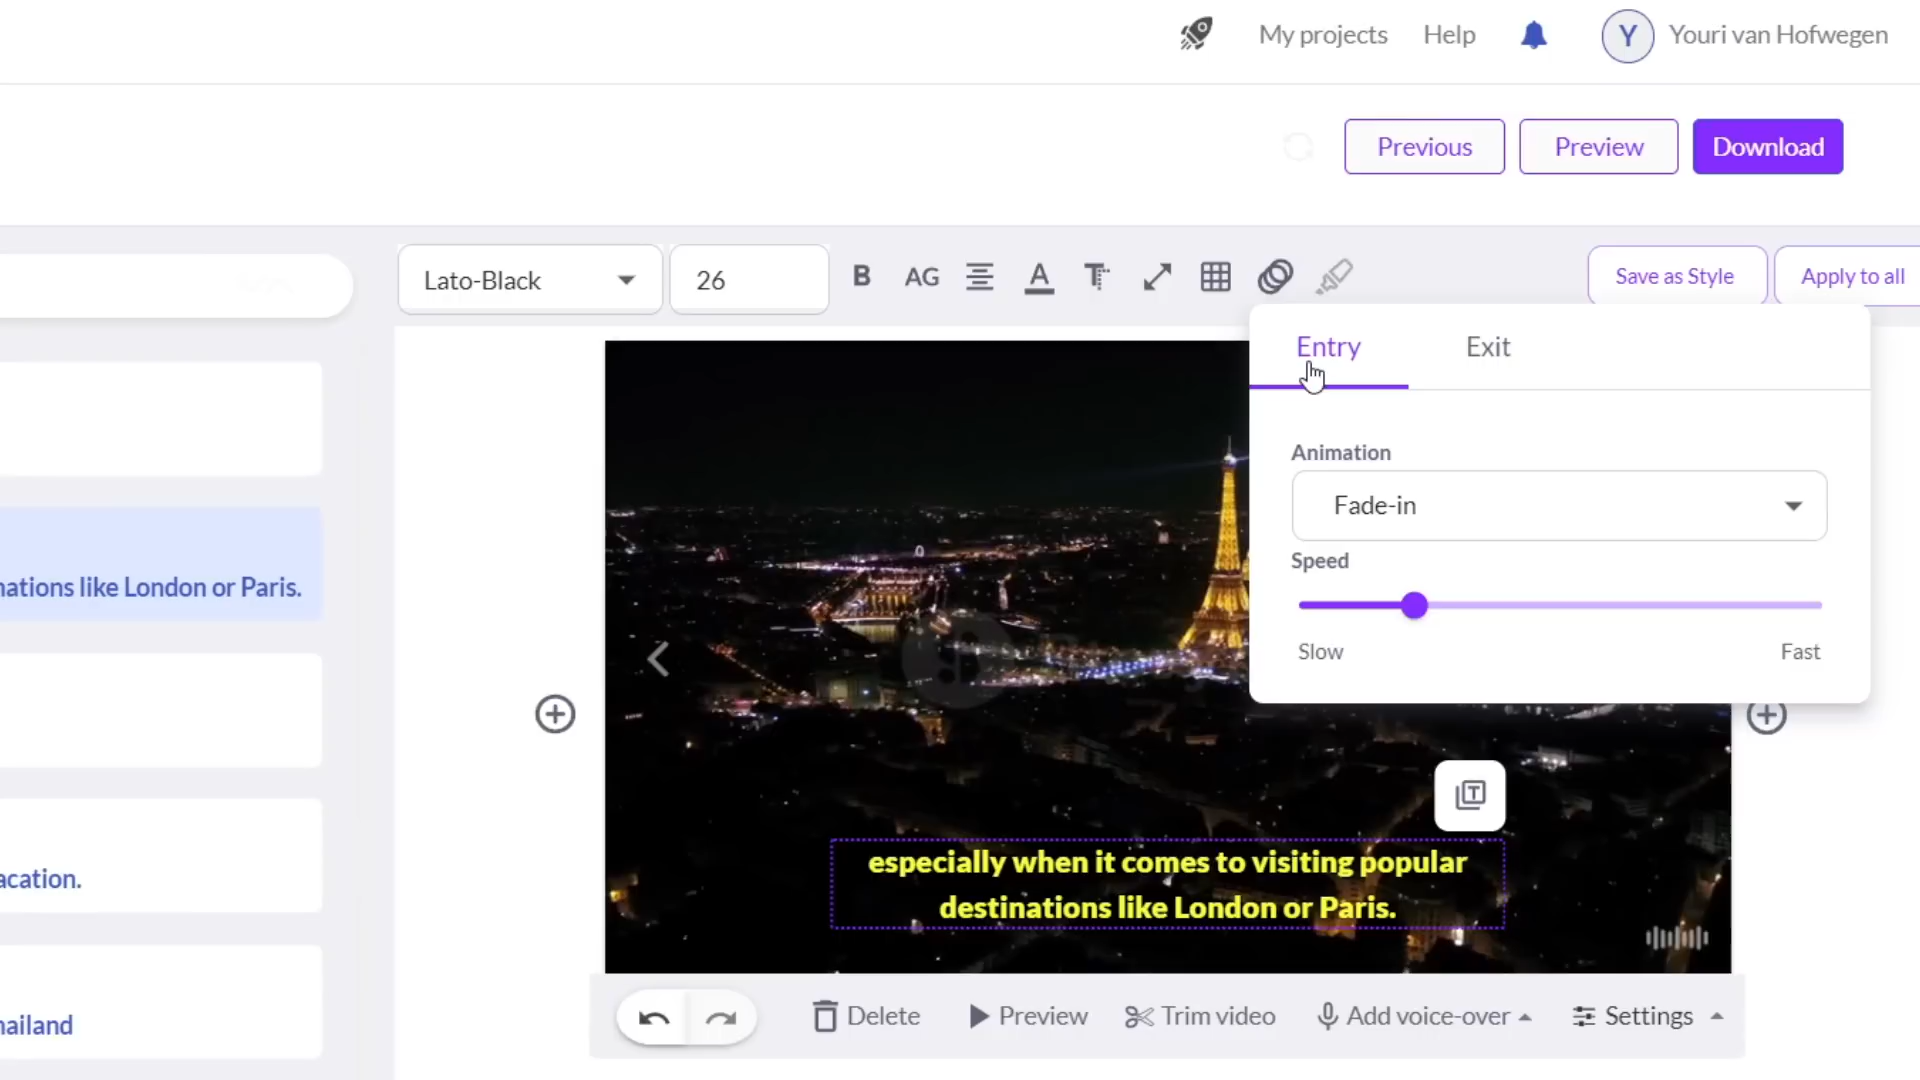 My projects Help Y Youri van Hofwegen
Previous Preview Download
Lato-Black 26 B AG A T Save as Style Apply to all
Entry Exit
Animation
Fade-in
Speed
Slow Fast
nations like London or Paris.
acation.
hailand
especially when it comes to visiting popular
destinations like London or Paris.
Delete Preview Trim video Add voice-over Settings